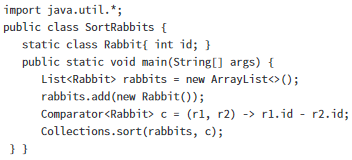 import java.util.*;
public class SortRabbits {
   static class Rabbit{ int id; }
   public static void main(String[] args) {
      List<Rabbit> rabbits = new ArrayList<>();
      rabbits.add(new Rabbit());
      Comparator<Rabbit> c = (r1, r2) -> r1.id - r2.id;
      Collections.sort(rabbits, c);
 } }